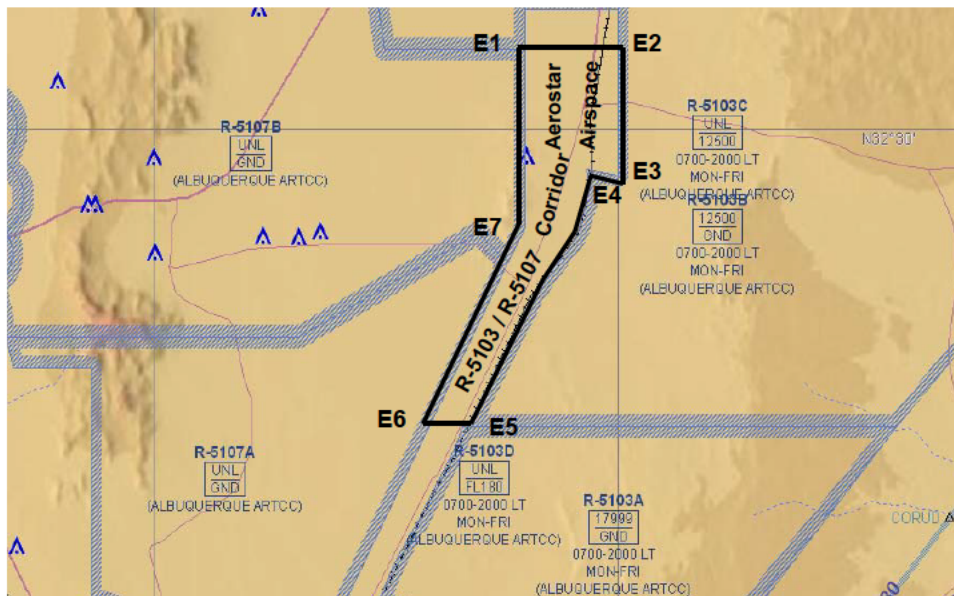 E1
E2
R-5103 / R-5107 Corridor Aerostar
Airspace
R-5107B
UNL
GND
(ALBUQUERQUE ARTCC)
R-5103C
UNL
12500
0700-2000 LT
MON-FRI
(ALBUQUERQUE ARTCC)
N32°30'
E3
E4
R-5103B
12500
GND
0700-2000 LT
MON-FRI
(ALBUQUERQUE ARTCC)
E7
E6
E5
R-5107A
UNL
GND
(ALBUQUERQUE ARTCC)
R-5103D
UNL
FL180
0700-2000 LT
MON-FRI
(ALBUQUERQUE ARTCC)
R-5103A
17999
GND
0700-2000 LT
MON-FRI
(ALBUQUERQUE ARTCC)
CORUD